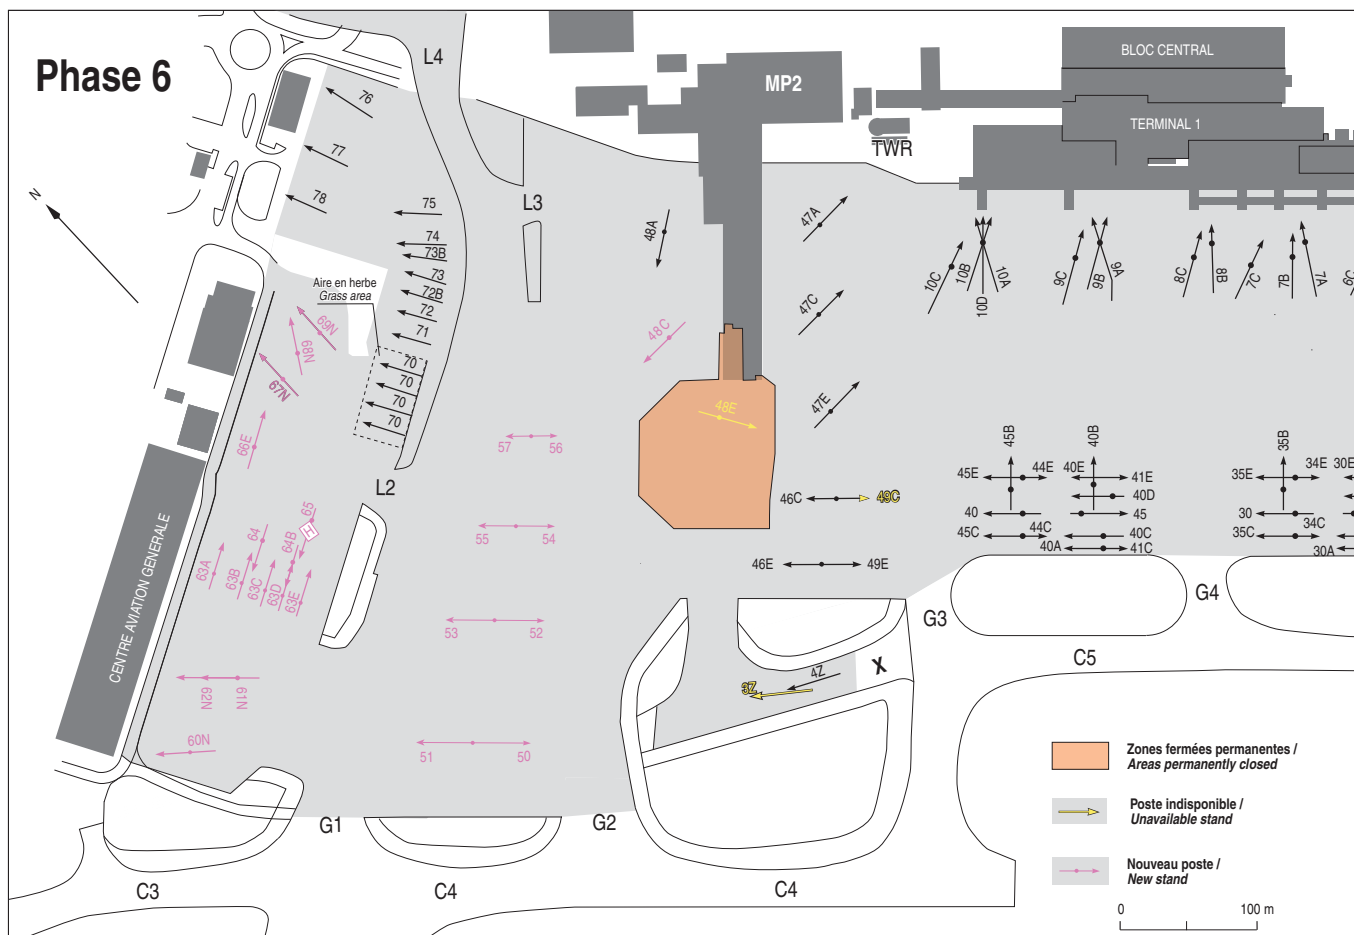 Phase 6
L4
BLOC CENTRAL
MP2
TERMINAL 1
TWR
76
77
78
N
75
74
73B
73
72B
72
71
70
70
70
70
L3
Aire en herbe
Grass area
48A
47A
47C
47E
48C
48E
10C
10B
10D
10A
9C
9B
9A
8C
8B
7C
7B
7A
6C
69N
68N
67N
66E
57
56
55
54
53
52
51
50
L2
65
H
64
64B
63A
63B
63C
63D
63E
62N
61N
60N
CENTRE AVIATION GENERALE
46C
49C
46E
49E
45B
45E
44E
40
45C
44C
40B
40E
41E
40D
45
40C
40A
41C
35B
35E
34E
30E
30
34C
35C
30A
G3
G4
C5
X
4Z
3Z
G1
G2
C3
C4
C4
Zones fermées permanentes /
Areas permanently closed
Poste indisponible /
Unavailable stand
Nouveau poste /
New stand
0
100 m